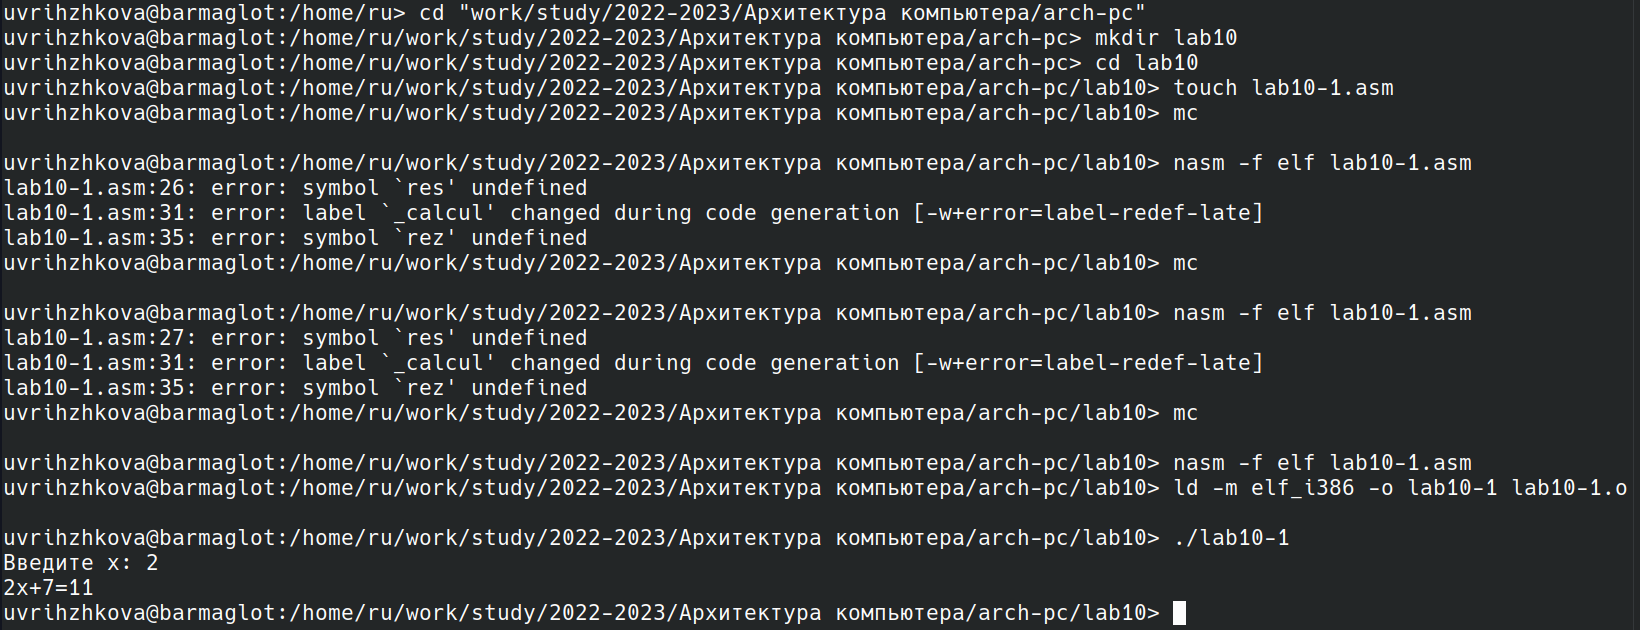 uvrihzhkova@barmaglot:/home/ru> cd "work/study/2022-2023/Архитектура компьютера/arch-pc"
uvrihzhkova@barmaglot:/home/ru/work/study/2022-2023/Архитектура компьютера/arch-pc> mkdir lab10
uvrihzhkova@barmaglot:/home/ru/work/study/2022-2023/Архитектура компьютера/arch-pc> cd lab10
uvrihzhkova@barmaglot:/home/ru/work/study/2022-2023/Архитектура компьютера/arch-pc/lab10> touch lab10-1.asm
uvrihzhkova@barmaglot:/home/ru/work/study/2022-2023/Архитектура компьютера/arch-pc/lab10> mc
uvrihzhkova@barmaglot:/home/ru/work/study/2022-2023/Архитектура компьютера/arch-pc/lab10> nasm -f elf lab10-1.asm
lab10-1.asm:26: error: symbol `res' undefined
lab10-1.asm:31: error: label `_calcul' changed during code generation [-w+error=label-redef-late]
lab10-1.asm:35: error: symbol `rez' undefined
uvrihzhkova@barmaglot:/home/ru/work/study/2022-2023/Архитектура компьютера/arch-pc/lab10> mc
uvrihzhkova@barmaglot:/home/ru/work/study/2022-2023/Архитектура компьютера/arch-pc/lab10> nasm -f elf lab10-1.asm
lab10-1.asm:27: error: symbol `res' undefined
lab10-1.asm:31: error: label `_calcul' changed during code generation [-w+error=label-redef-late]
lab10-1.asm:35: error: symbol `rez' undefined
uvrihzhkova@barmaglot:/home/ru/work/study/2022-2023/Архитектура компьютера/arch-pc/lab10> mc
uvrihzhkova@barmaglot:/home/ru/work/study/2022-2023/Архитектура компьютера/arch-pc/lab10> nasm -f elf lab10-1.asm
uvrihzhkova@barmaglot:/home/ru/work/study/2022-2023/Архитектура компьютера/arch-pc/lab10> ld -m elf_i386 -o lab10-1 lab10-1.o
uvrihzhkova@barmaglot:/home/ru/work/study/2022-2023/Архитектура компьютера/arch-pc/lab10> ./lab10-1
Введите x: 2
2x+7=11
uvrihzhkova@barmaglot:/home/ru/work/study/2022-2023/Архитектура компьютера/arch-pc/lab10>